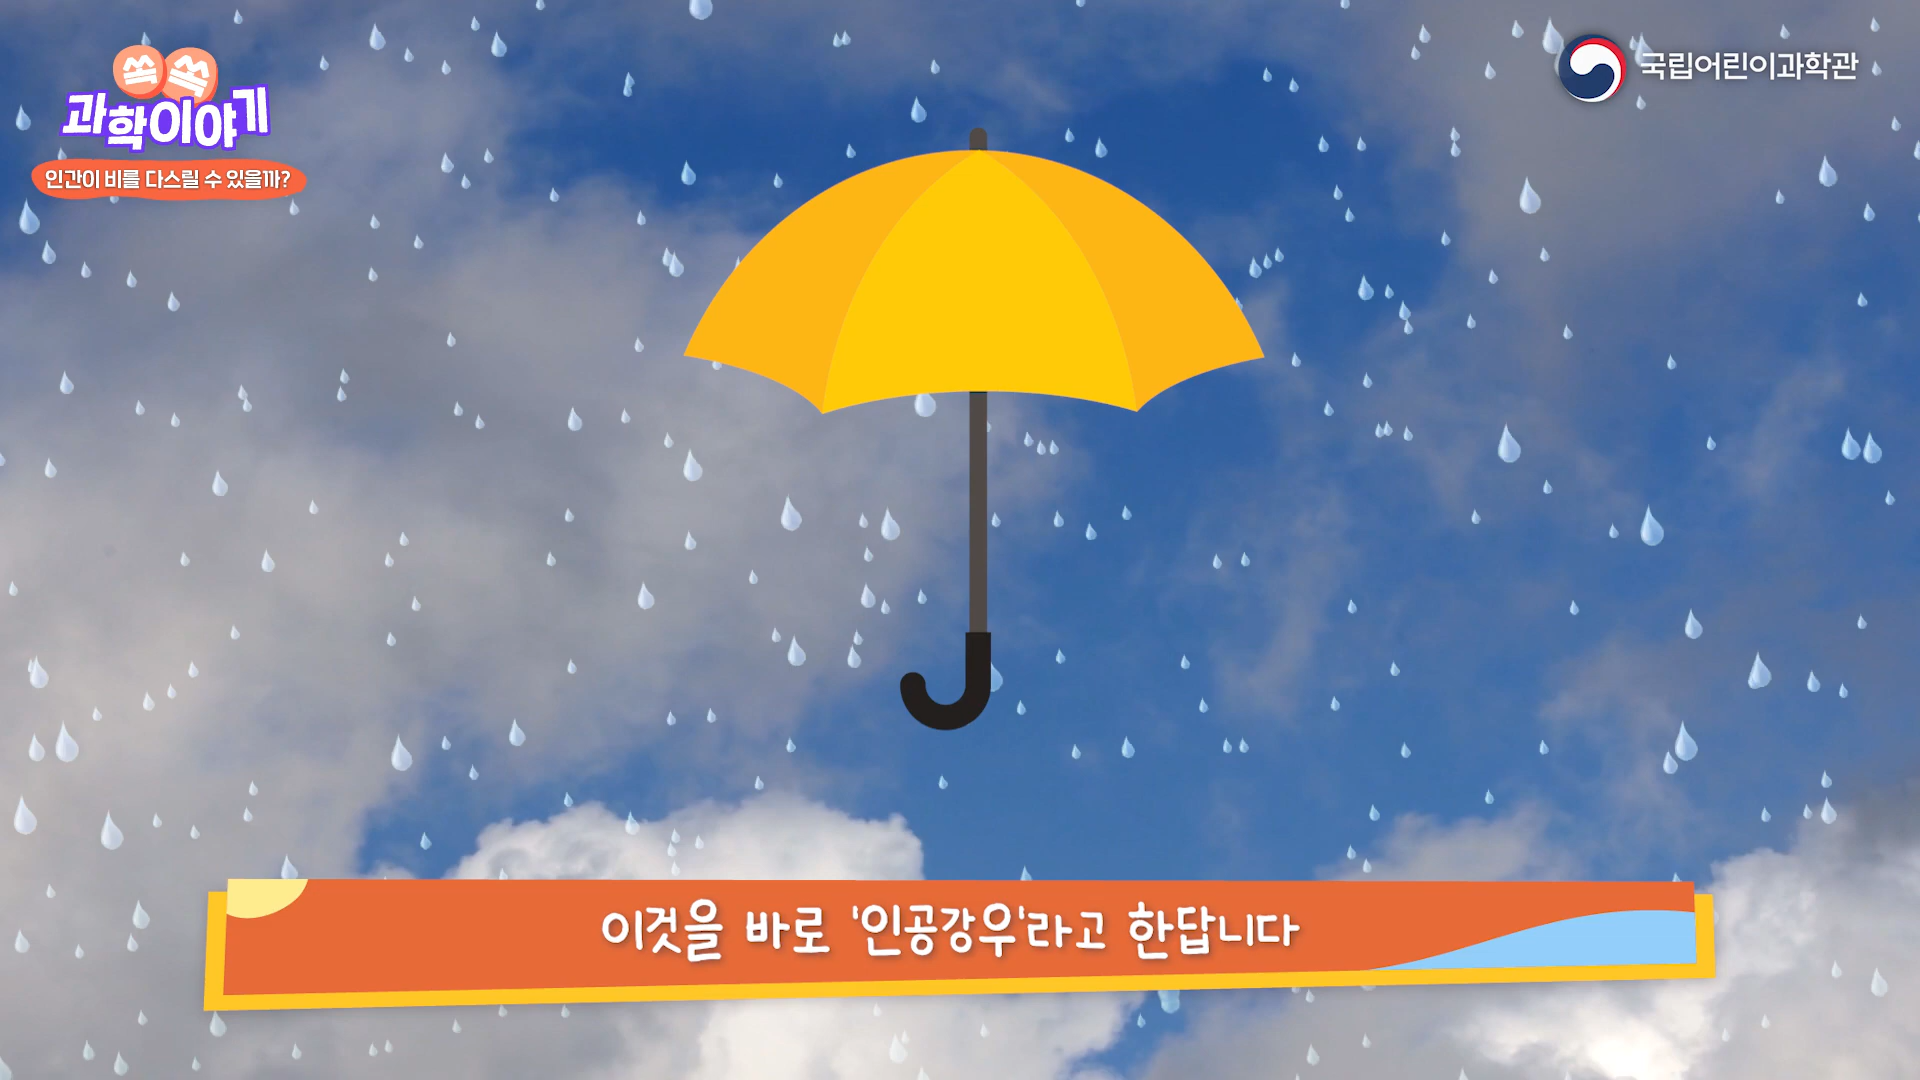 쏙쏙
과학이야기
인간이 비를 다스릴 수 있을까?
국립어린이과학관
이것을 바로 '인공강우'라고 한답니다